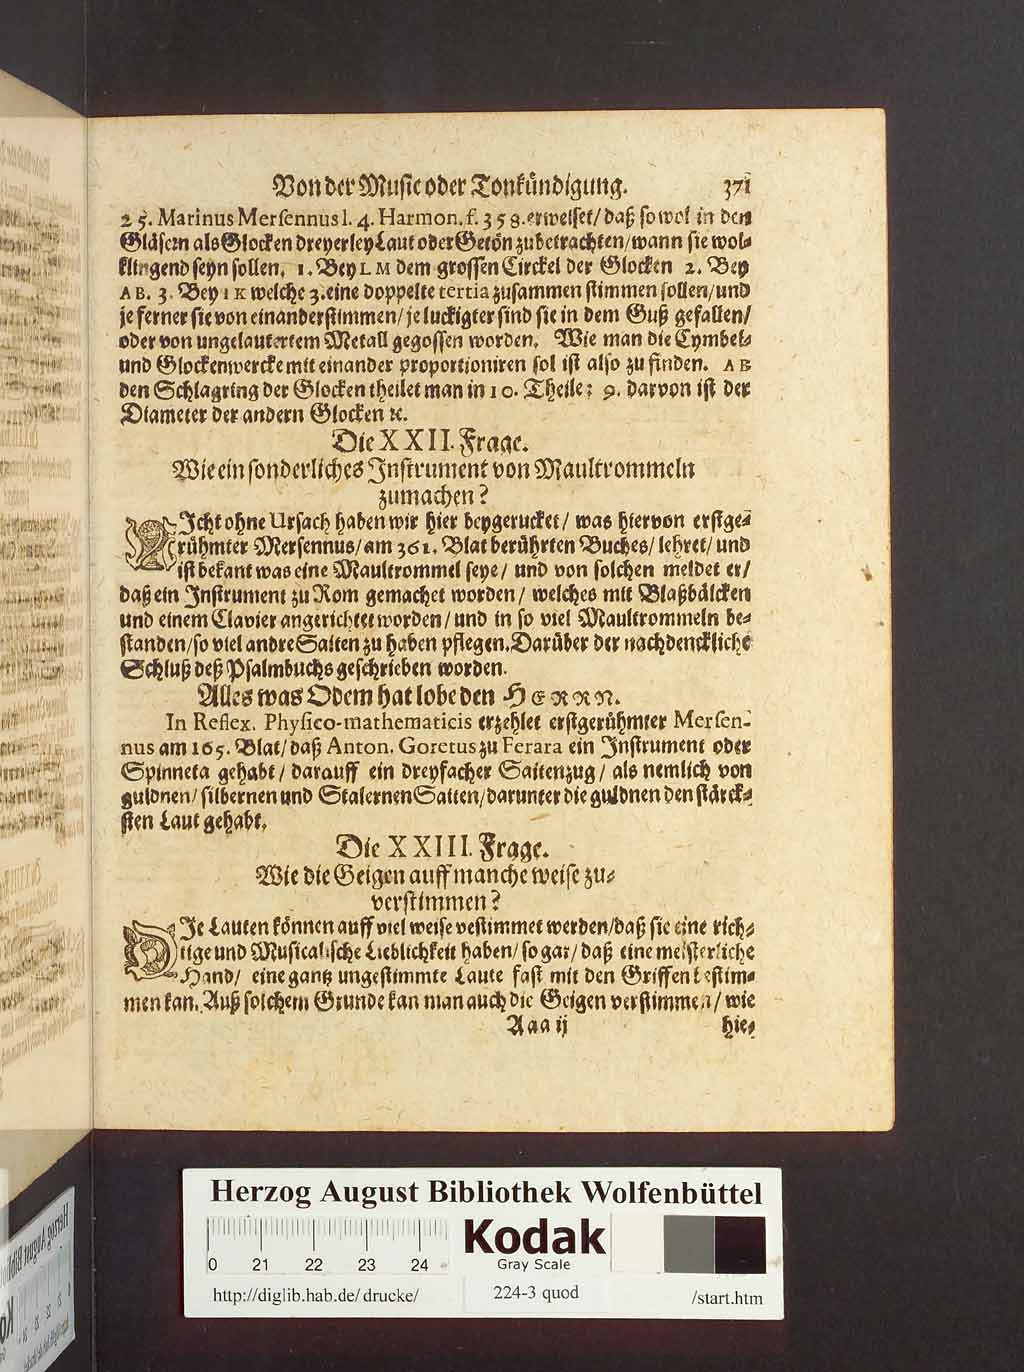 Von der Music oder Tonkündigung. 371
25. Marinus Mersennus l. 4. Harmon. f. 358. erweiset/ daß so wol in den
Gläsern als Glocken dreyerley Laut oder Getön zubetrachten/ wann sie wol-
klingend seyn sollen. 1. Bey L M dem grossen Circkel der Glocken 2. Bey
A B. 3. Bey I K welche 3. eine doppelte tertia zusammen stimmen sollen/ und
je ferner sie von einander stimmen/ je luckigter sind sie in dem Guß gefallen/
oder von ungelautertem Metall gegossen worden. Wie man die Cymbel-
und Glockenwercke mit einander proportioniren sol ist also zu finden. A B
den Schlagring der Glocken theilet man in 10. Theile; 9. darvon ist der
Diameter der andern Glocken ꝛc.
Die XXII. Frage.
Wie ein sonderliches Instrument von Maultrommeln
zumachen?
NIcht ohne Ursach haben wir hier beygerucket/ was hiervon erstge-
rühmter Mersennus/ am 361. Blat berührten Buches/ lehret/ und
ist bekant was eine Maultrommel seye/ und von solchen meldet er/
daß ein Instrument zu Rom gemachet worden/ welches mit Blaßbälcken
und einem Clavier angerichtet worden/ und in so viel Maultrommeln be-
standen/ so viel andre Saiten zu haben pflegen. Darüber der nachdenckliche
Schluß deß Psalmbuchs geschrieben worden.
Alles was Odem hat lobe den HERRN.
In Reflex. Physico-mathematicis erzehlet erstgerühmter Mersen-
nus am 165. Blat/ daß Anton. Goretus zu Ferara ein Instrument oder
Spinneta gehabt/ darauff ein dreyfacher Saitenzug/ als nemlich von
guldnen/ silbernen und Stalernen Saiten/ darunter die guldnen den stärck-
sten Laut gehabt.
Die XXIII. Frage.
Wie die Geigen auff manche weise zu-
verstimmen?
DIe Lauten können auff viel weise vestimmet werden/ daß sie eine rich-
tige und Musicalische Lieblichkeit haben/ so gar/ daß eine meisterliche
Hand/ eine gantz ungestimmte Laute fast mit den Griffen bestim-
men kan. Auß solchem Grunde kan man auch die Geigen verstimmen/ wie
Aaa ij hie-
Herzog August Bibliothek Wolfenbüttel
0 21 22 23 24
Kodak
Gray Scale
http://diglib.hab.de/drucke/ 224-3 quod /start.htm